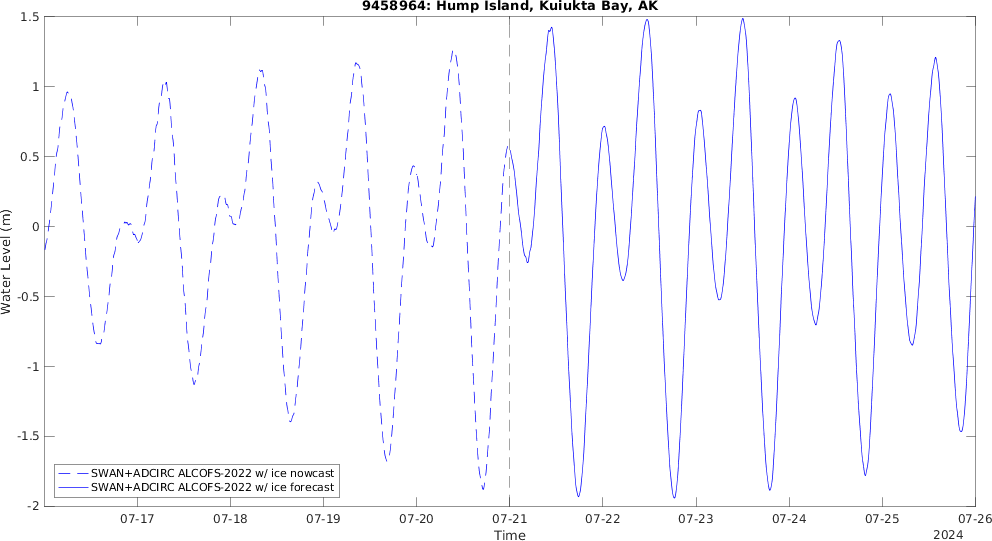 9458964: Hump Island, Kuiukta Bay, AK
1.5
1
0.5
0
-0.5
-1
-1.5
-2
Water Level (m)
SWAN+ADCIRC ALCOFS-2022 w/ ice nowcast
SWAN+ADCIRC ALCOFS-2022 w/ ice forecast
07-17 07-18 07-19 07-20 07-21 07-22 07-23 07-24 07-25 07-26
Time
2024